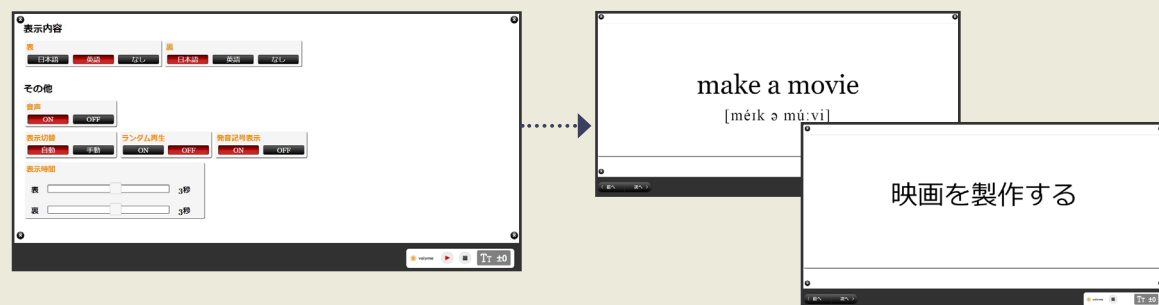 表示内容
表 裏
日本語 英語 なし 日本語 英語 なし
その他
音声
ON OFF
表示切替 ランダム再生 発音記号表示
自動 手動 ON OFF ON OFF
表示時間
表 3秒
裏 3秒
volume TT ±0
make a movie
[méɪk ə múːvi]
前へ 次へ
映画を製作する
前へ 次へ
volume TT ±0